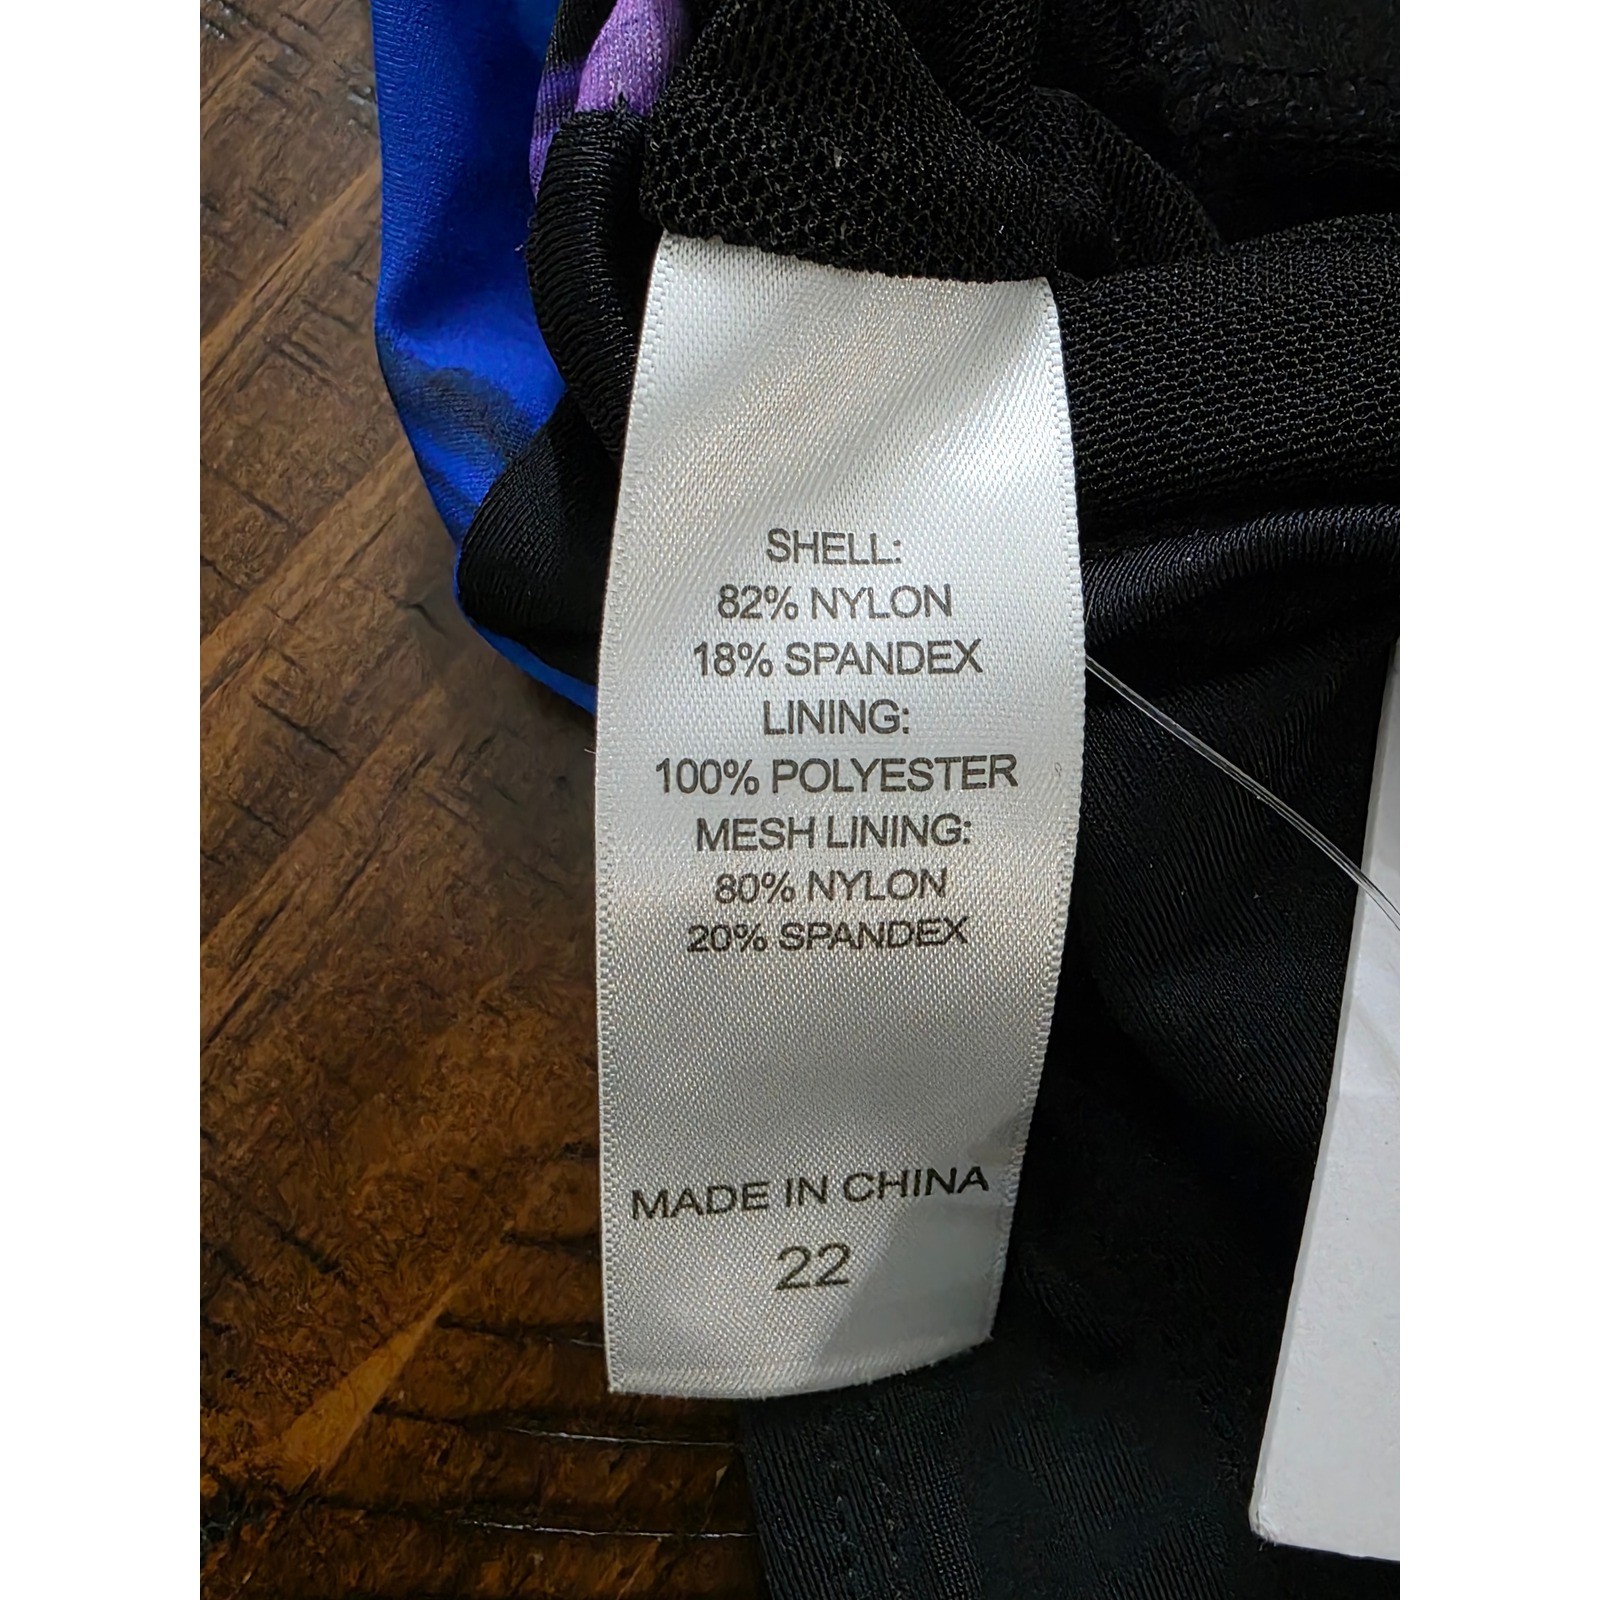 SHELL:
82% NYLON
18% SPANDEX
LINING:
100% POLYESTER
MESH LINING:
80% NYLON
20% SPANDEX
MADE IN CHINA
22